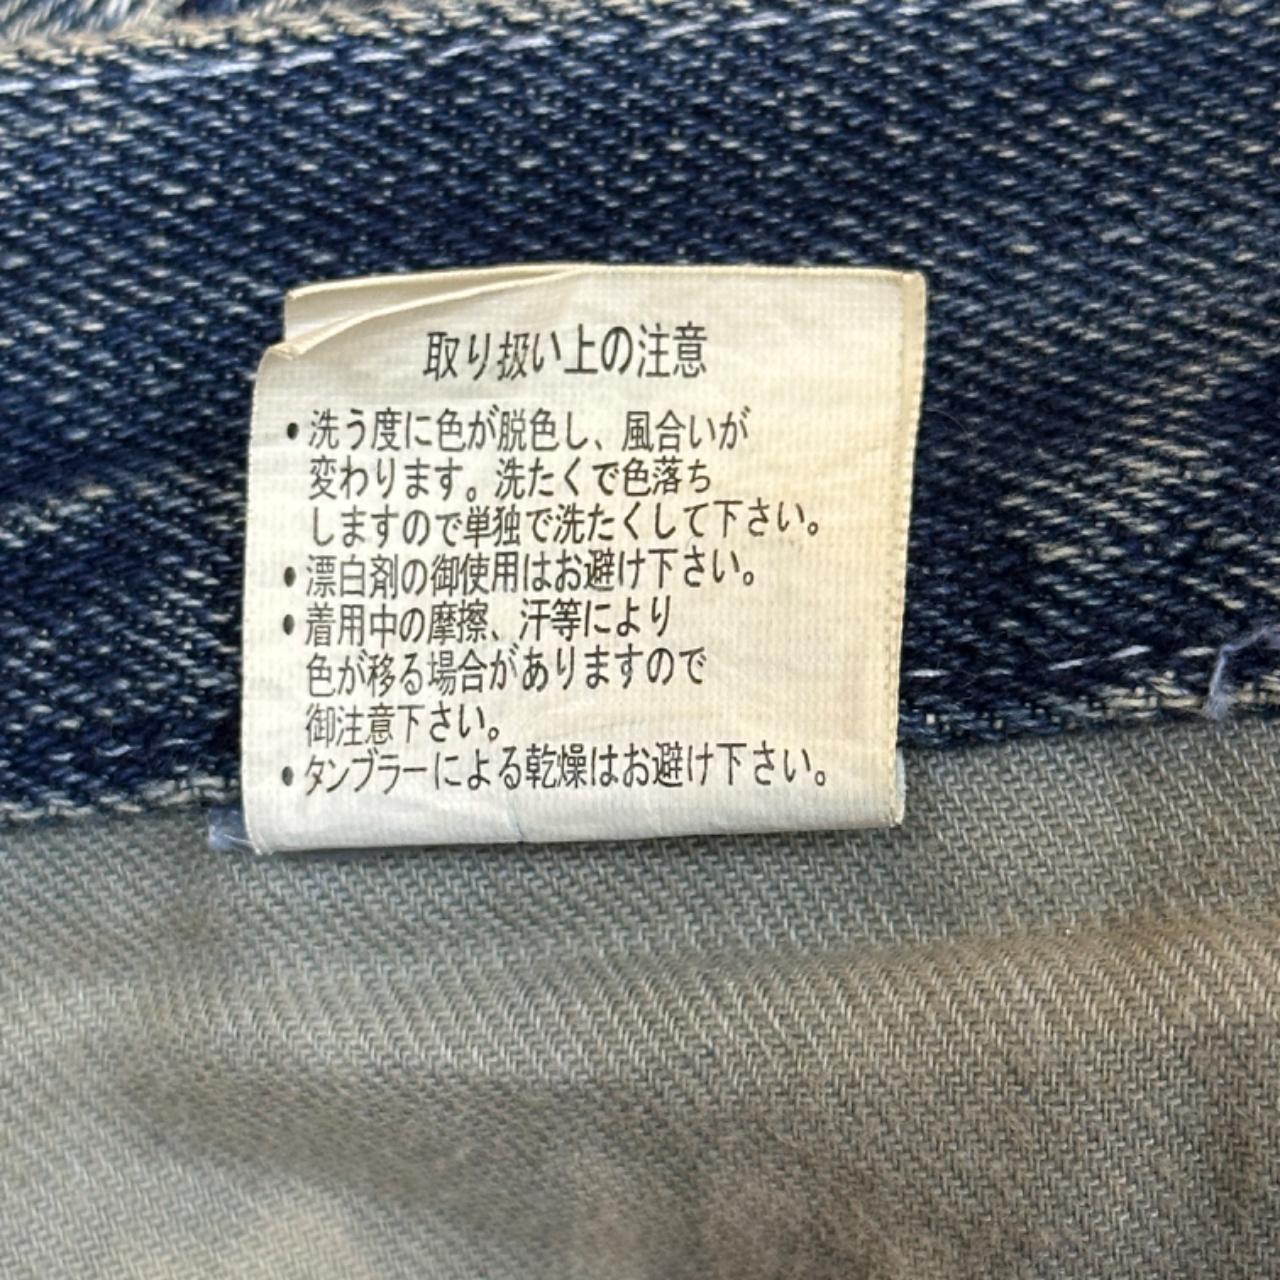 取り扱い上の注意
•洗う度に色が脱色し、風合いが
変わります。洗たくで色落ち
しますので単独で洗たくして下さい。
•漂白剤の御使用はお避け下さい。
•着用中の摩擦、汗等により
色が移る場合がありますので
御注意下さい。
•タンブラーによる乾燥はお避け下さい。